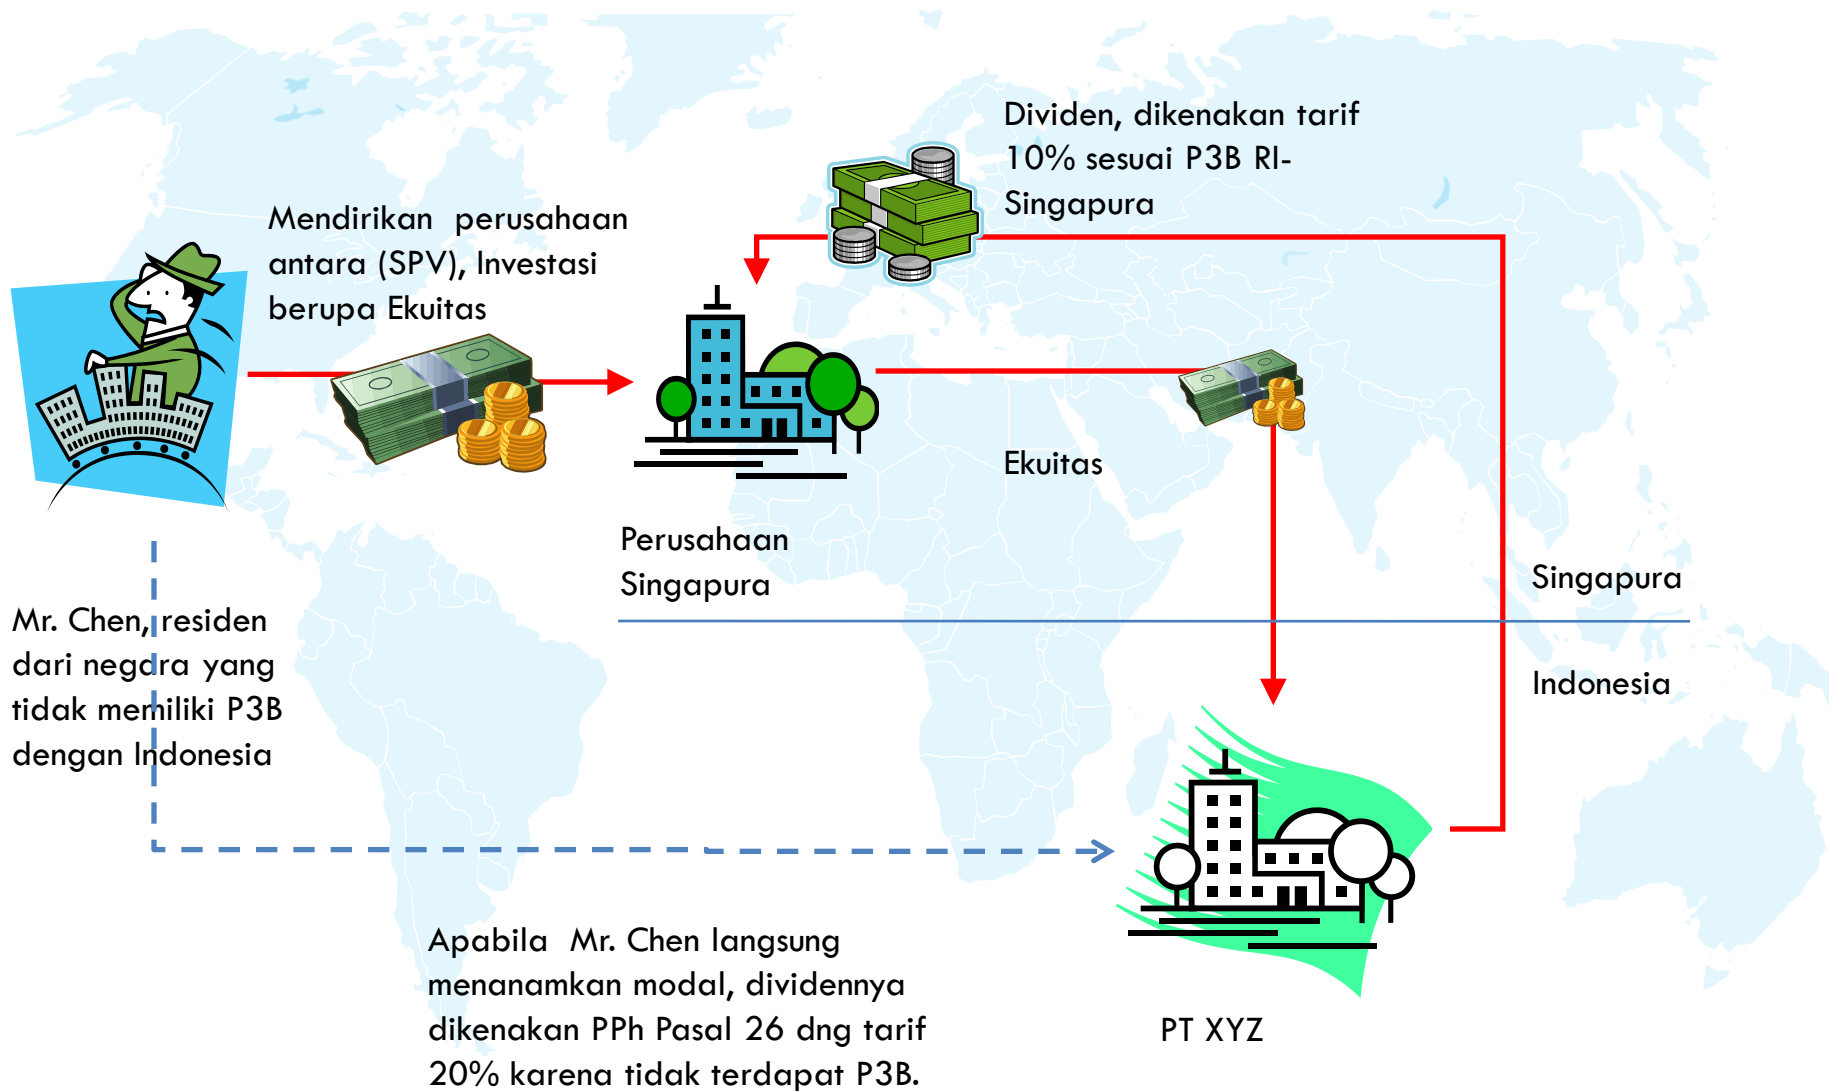 Dividen, dikenakan tarif
10% sesuai P3B RI-
Singapura
Mendirikan perusahaan
antara (SPV), Investasi
berupa Ekuitas
Ekuitas
Perusahaan
Singapura
Singapura
Mr. Chen, residen
dari negara yang
tidak memiliki P3B
dengan Indonesia
Indonesia
Apabila Mr. Chen langsung
menanamkan modal, dividennya
dikenakan PPh Pasal 26 dng tarif
20% karena tidak terdapat P3B.
PT XYZ